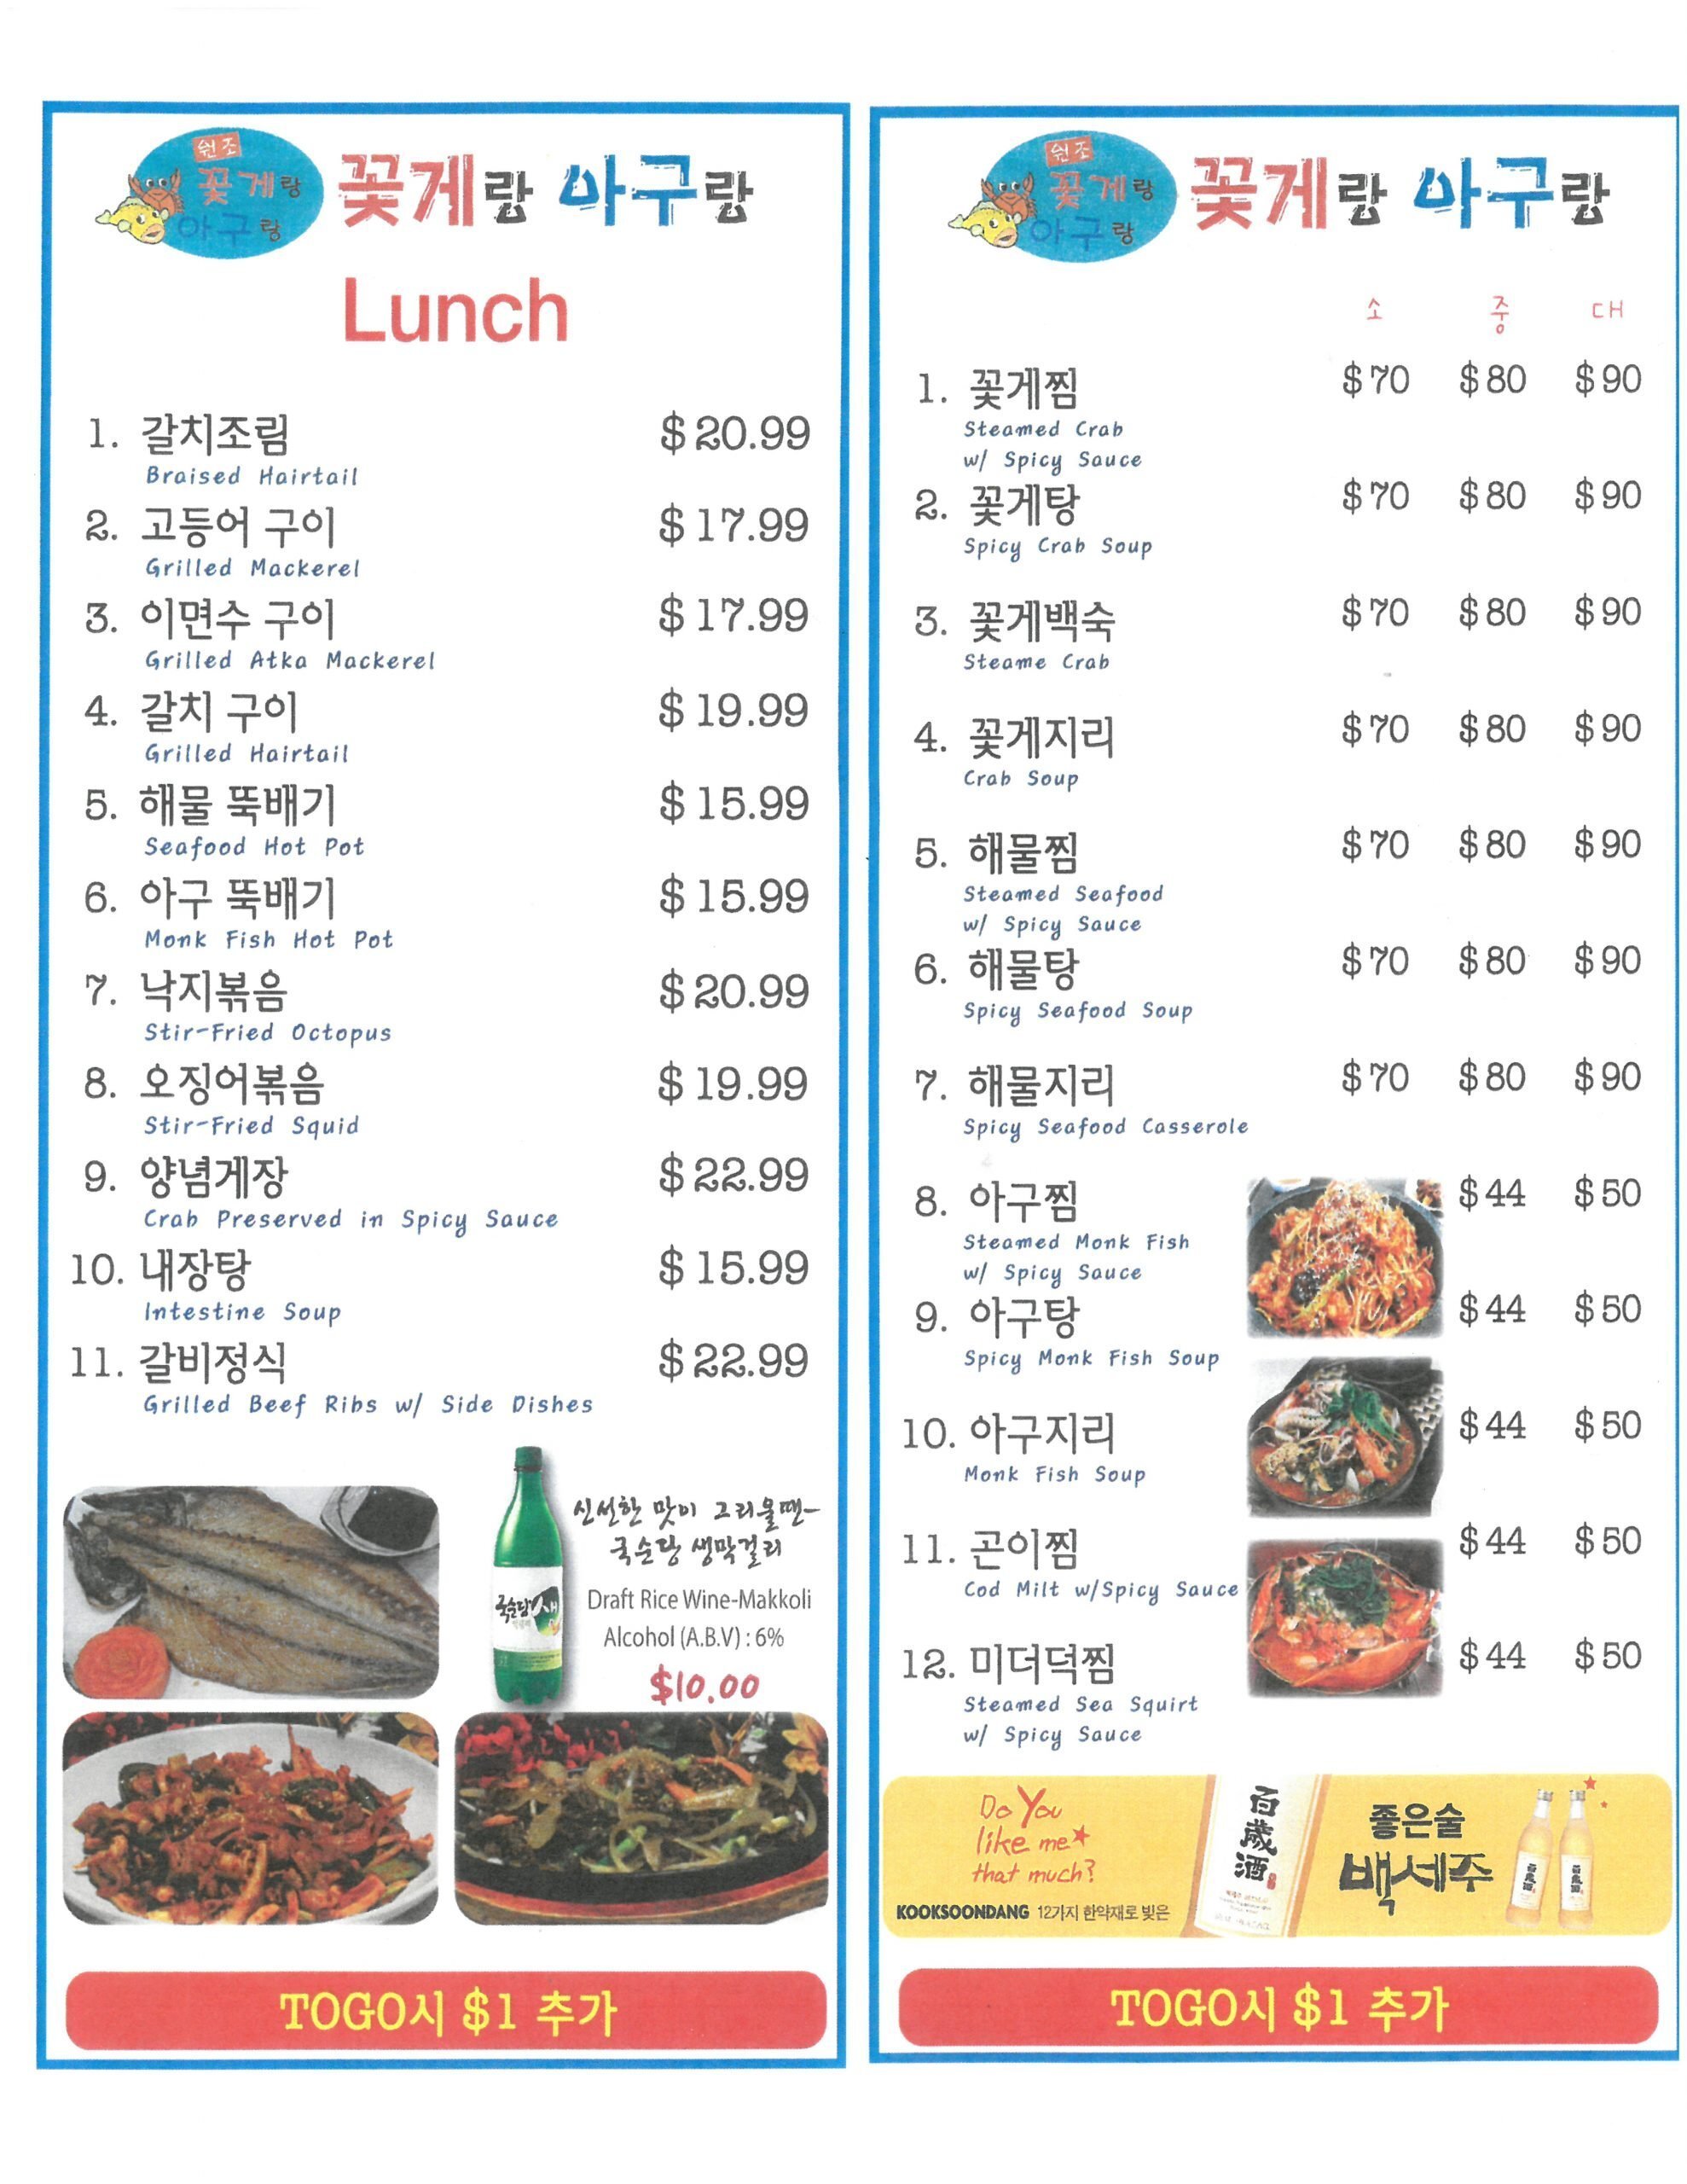 원조
꽃게랑
아구랑
꽃게랑 아구랑
Lunch
1. 갈치조림 $20.99
Braised Hairtail
2. 고등어 구이 $17.99
Grilled Mackerel
3. 이면수 구이 $17.99
Grilled Atka Mackerel
4. 갈치 구이 $19.99
Grilled Hairtail
5. 해물 뚝배기 $15.99
Seafood Hot Pot
6. 아구 뚝배기 $15.99
Monk Fish Hot Pot
7. 낙지볶음 $20.99
Stir-Fried Octopus
8. 오징어볶음 $19.99
Stir-Fried Squid
9. 양념게장 $22.99
Crab Preserved in Spicy Sauce
10. 내장탕 $15.99
Intestine Soup
11. 갈비정식 $22.99
Grilled Beef Ribs w/ Side Dishes
신선한 맛이 그리울땐~
국순당 생막걸리
Draft Rice Wine-Makkoli
Alcohol (A.B.V) : 6%
$10.00
국순당 생
TOGO시 $1 추가
원조
꽃게랑
아구랑
꽃게랑 아구랑
소 중 대
1. 꽃게찜 $70 $80 $90
Steamed Crab
w/ Spicy Sauce
2. 꽃게탕 $70 $80 $90
Spicy Crab Soup
3. 꽃게백숙 $70 $80 $90
Steame Crab
4. 꽃게지리 $70 $80 $90
Crab Soup
5. 해물찜 $70 $80 $90
Steamed Seafood
w/ Spicy Sauce
6. 해물탕 $70 $80 $90
Spicy Seafood Soup
7. 해물지리 $70 $80 $90
Spicy Seafood Casserole
8. 아구찜 $44 $50
Steamed Monk Fish
w/ Spicy Sauce
9. 아구탕 $44 $50
Spicy Monk Fish Soup
10. 아구지리 $44 $50
Monk Fish Soup
11. 곤이찜 $44 $50
Cod Milt w/Spicy Sauce
12. 미더덕찜 $44 $50
Steamed Sea Squirt
w/ Spicy Sauce
Do You
like me
that much?
KOOKSOONDANG 12가지 한약재로 빚은
百歲酒
좋은술
백세주
百歲酒
百歲酒
TOGO시 $1 추가